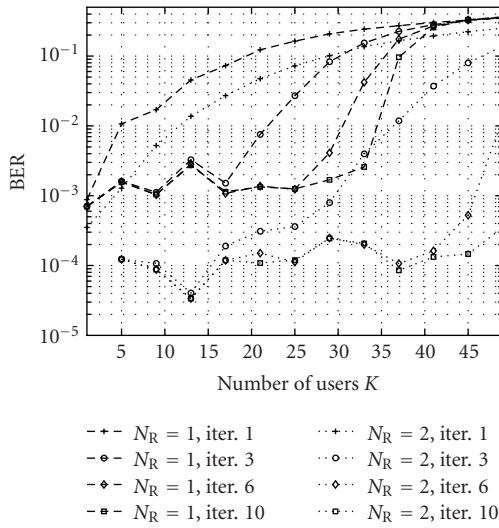 10^−1
10^−2
BER
10^−3
10^−4
10^−5
5 10 15 20 25 30 35 40 45
Number of users K
N_R = 1, iter. 1
N_R = 1, iter. 3
N_R = 1, iter. 6
N_R = 1, iter. 10
N_R = 2, iter. 1
N_R = 2, iter. 3
N_R = 2, iter. 6
N_R = 2, iter. 10